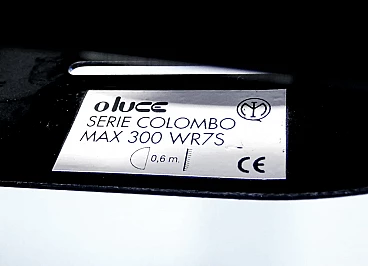 oluce
SERIE COLOMBO
MAX 300 WR7S
0,6 m.
CE